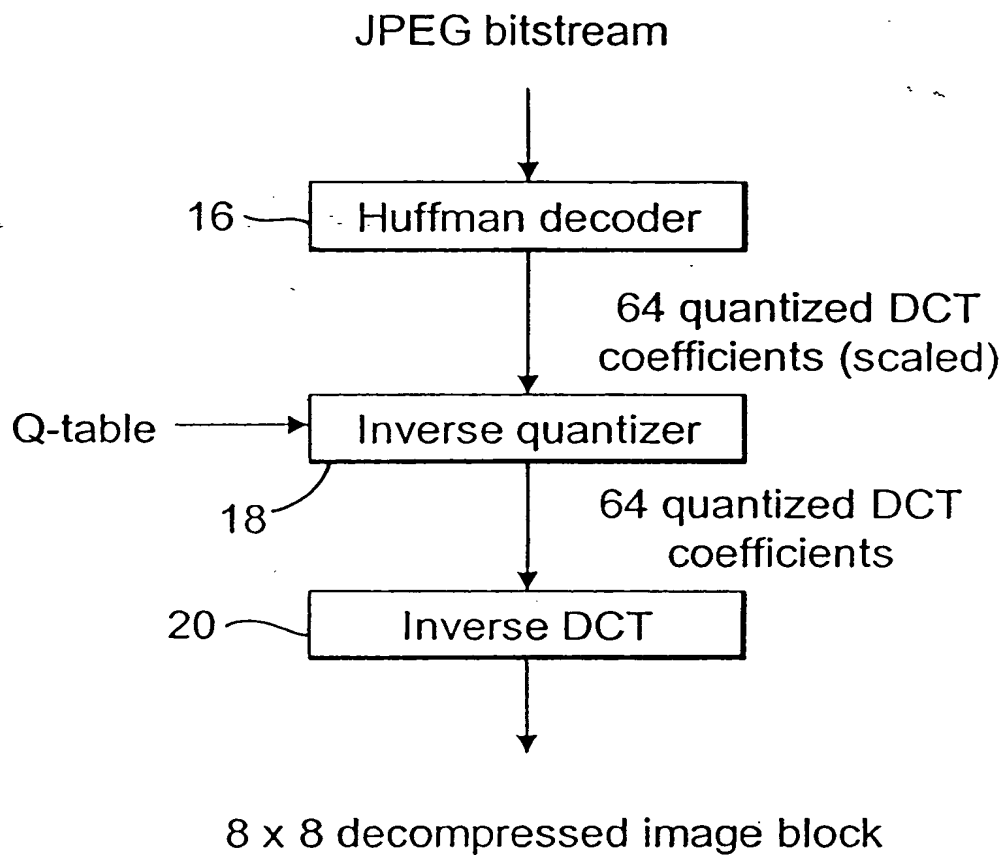 JPEG bitstream
16
Huffman decoder
64 quantized DCT
coefficients (scaled)
Q-table
Inverse quantizer
18
64 quantized DCT
coefficients
20
Inverse DCT
8 x 8 decompressed image block